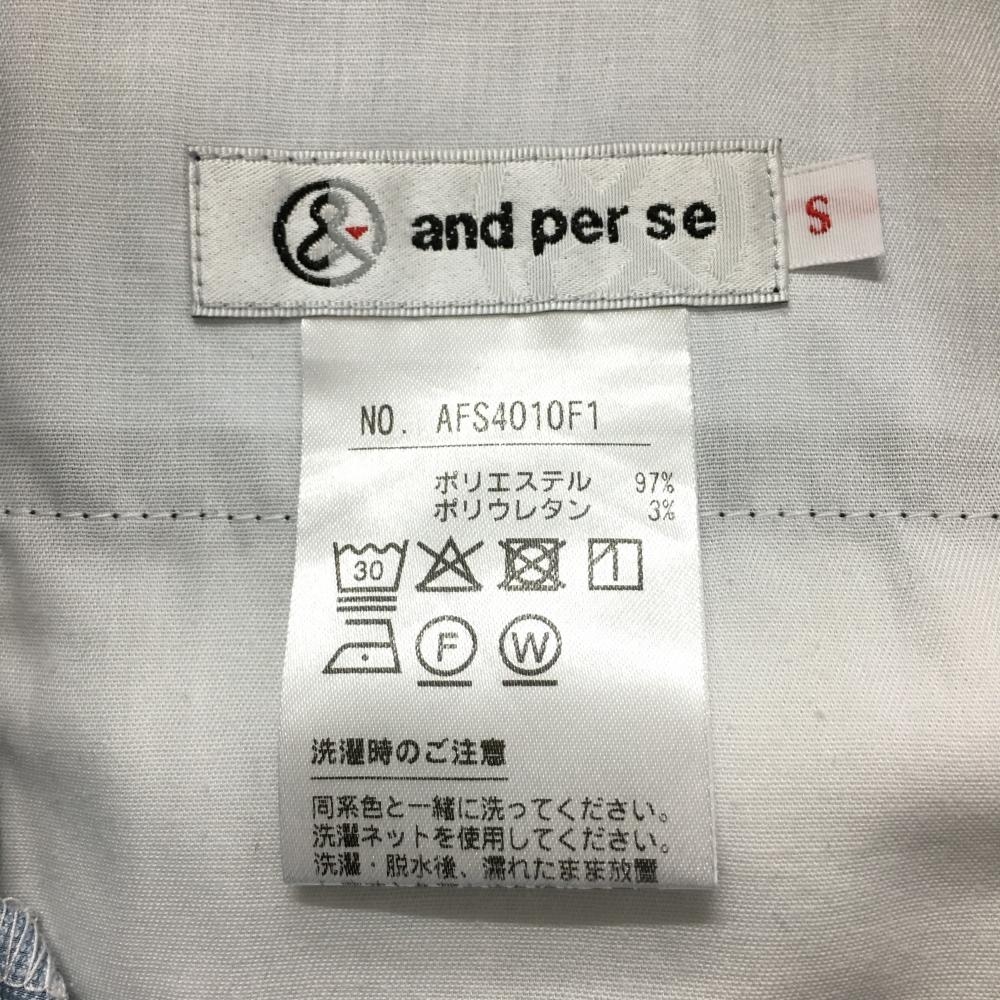 and per se
S
NO. AFS4010F1
ポリエステル 97%
ポリウレタン 3%
30
F W
洗濯時のご注意
同系色と一緒に洗ってください。
洗濯ネットを使用してください。
洗濯・脱水後、濡れたまま放置